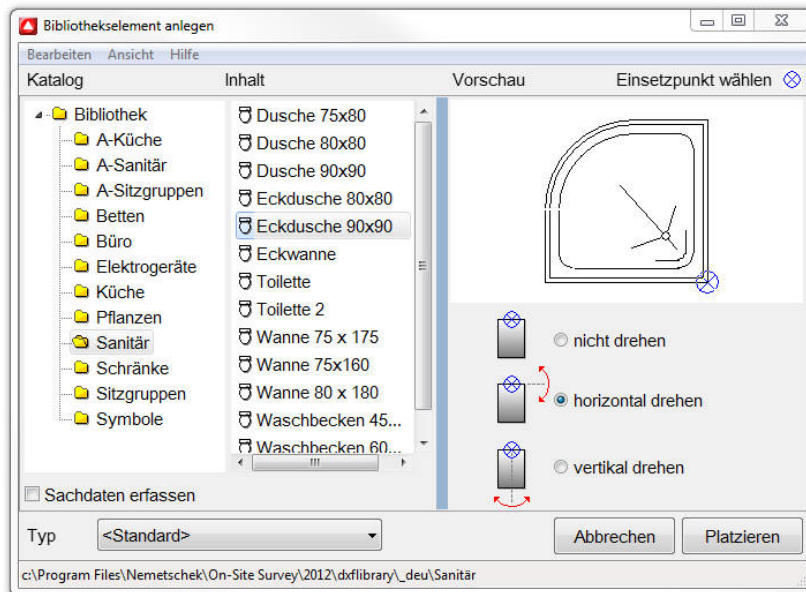 Bibliothekselement anlegen
Bearbeiten Ansicht Hilfe
Katalog Inhalt Vorschau Einsetzpunkt wählen
Bibliothek
A-Küche
A-Sanitär
A-Sitzgruppen
Betten
Büro
Elektrogeräte
Küche
Pflanzen
Sanitär
Schränke
Sitzgruppen
Symbole
Dusche 75x80
Dusche 80x80
Dusche 90x90
Eckdusche 80x80
Eckdusche 90x90
Eckwanne
Toilette
Toilette 2
Wanne 75 x 175
Wanne 75x160
Wanne 80 x 180
Waschbecken 45...
Waschbecken 60...
nicht drehen
horizontal drehen
vertikal drehen
Sachdaten erfassen
Typ <Standard> Abbrechen Platzieren
c:\Program Files\Nemetschek\On-Site Survey\2012\dxflibrary\_deu\Sanitär